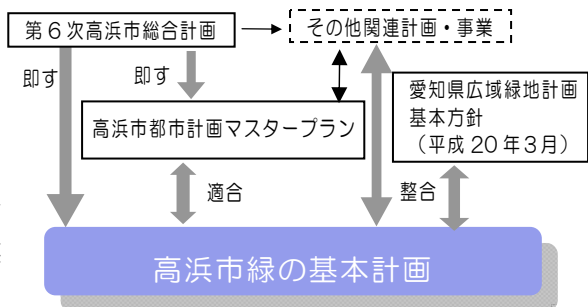 第６次高浜市総合計画
その他関連計画・事業
即す
即す
愛知県広域緑地計画
基本方針
（平成 20 年３月）
高浜市都市計画マスタープラン
適合
整合
高浜市緑の基本計画